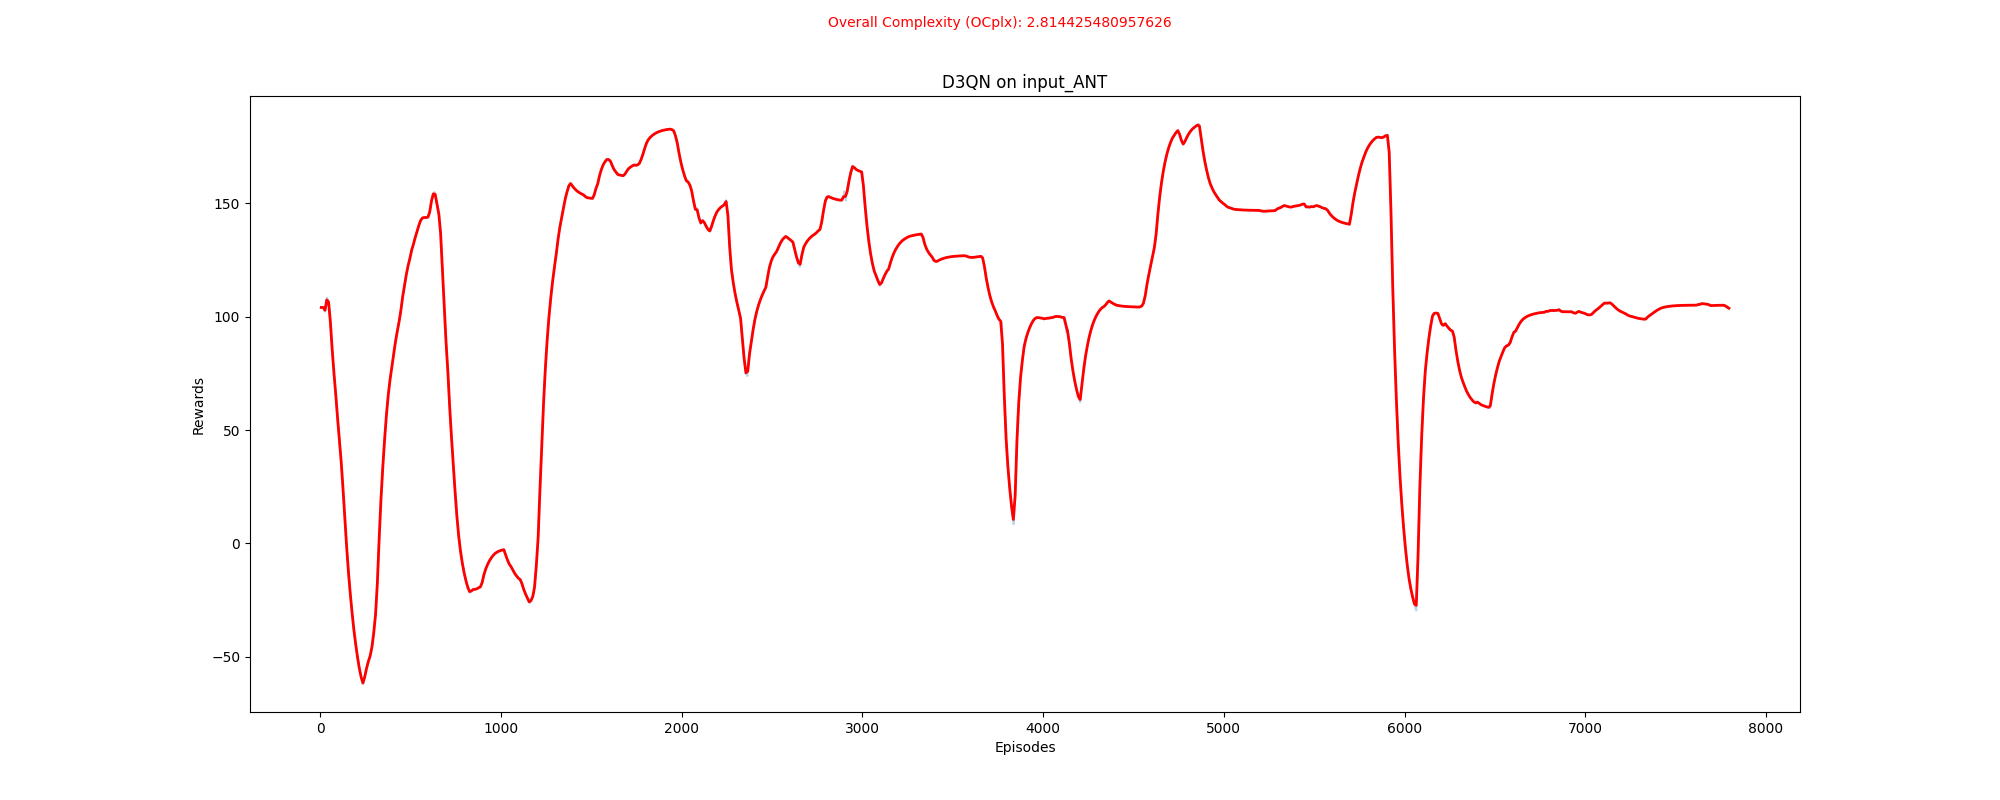 Overall Complexity (OCplx): 2.814425480957626
D3QN on input_ANT
150
100
50
0
−50
Rewards
0 1000 2000 3000 4000 5000 6000 7000 8000
Episodes